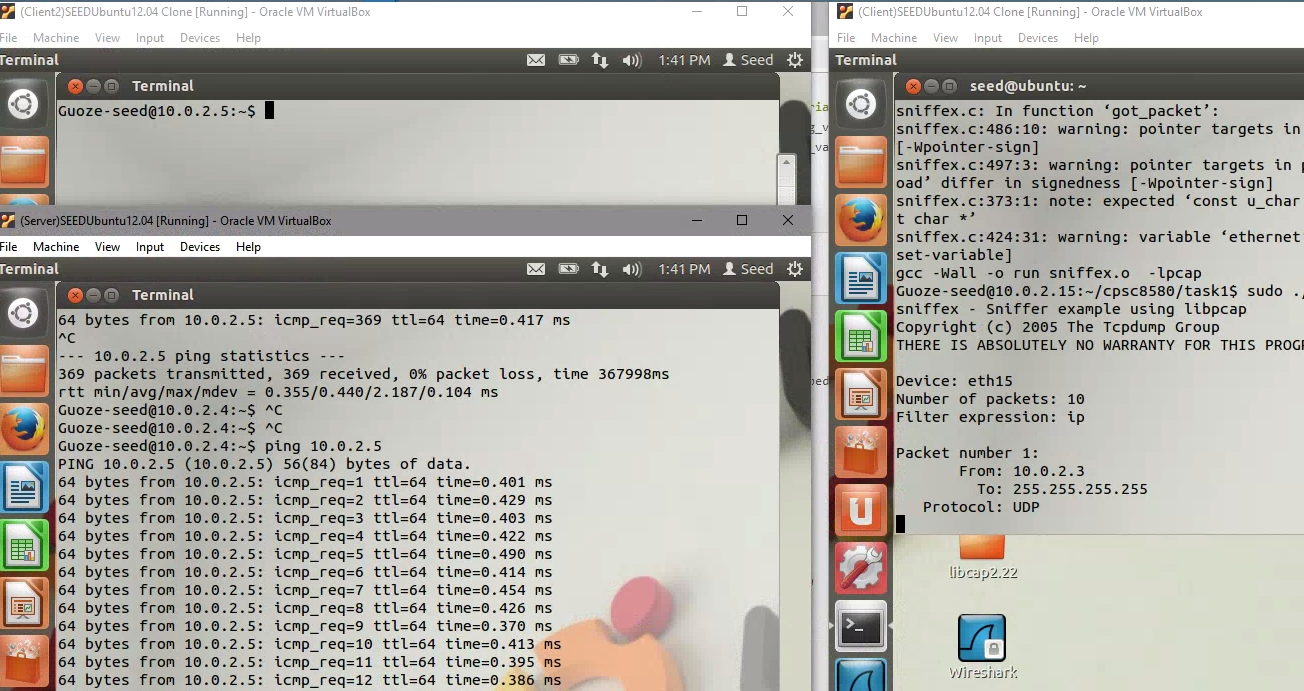 (Client2)SEEDUbuntu12.04 Clone [Running] - Oracle VM VirtualBox
File Machine View Input Devices Help
Terminal
1:41 PM Seed
Terminal
Guoze-seed@10.0.2.5:~$
(Server)SEEDUbuntu12.04 [Running] - Oracle VM VirtualBox
File Machine View Input Devices Help
Terminal
1:41 PM Seed
Terminal
64 bytes from 10.0.2.5: icmp_req=369 ttl=64 time=0.417 ms
^C
--- 10.0.2.5 ping statistics ---
369 packets transmitted, 369 received, 0% packet loss, time 367998ms
rtt min/avg/max/mdev = 0.355/0.440/2.187/0.104 ms
Guoze-seed@10.0.2.4:~$ ^C
Guoze-seed@10.0.2.4:~$ ^C
Guoze-seed@10.0.2.4:~$ ping 10.0.2.5
PING 10.0.2.5 (10.0.2.5) 56(84) bytes of data.
64 bytes from 10.0.2.5: icmp_req=1 ttl=64 time=0.401 ms
64 bytes from 10.0.2.5: icmp_req=2 ttl=64 time=0.429 ms
64 bytes from 10.0.2.5: icmp_req=3 ttl=64 time=0.403 ms
64 bytes from 10.0.2.5: icmp_req=4 ttl=64 time=0.422 ms
64 bytes from 10.0.2.5: icmp_req=5 ttl=64 time=0.490 ms
64 bytes from 10.0.2.5: icmp_req=6 ttl=64 time=0.414 ms
64 bytes from 10.0.2.5: icmp_req=7 ttl=64 time=0.454 ms
64 bytes from 10.0.2.5: icmp_req=8 ttl=64 time=0.426 ms
64 bytes from 10.0.2.5: icmp_req=9 ttl=64 time=0.370 ms
64 bytes from 10.0.2.5: icmp_req=10 ttl=64 time=0.413 ms
64 bytes from 10.0.2.5: icmp_req=11 ttl=64 time=0.395 ms
64 bytes from 10.0.2.5: icmp_req=12 ttl=64 time=0.386 ms
(Client)SEEDUbuntu12.04 Clone [Running] - Oracle VM VirtualBox
File Machine View Input Devices Help
Terminal
seed@ubuntu: ~
sniffex.c: In function ‘got_packet’:
sniffex.c:486:10: warning: pointer targets in
[-Wpointer-sign]
sniffex.c:497:3: warning: pointer targets in p
oad’ differ in signedness [-Wpointer-sign]
sniffex.c:373:1: note: expected ‘const u_char
t char *’
sniffex.c:424:31: warning: variable ‘ethernet’
set-variable]
gcc -Wall -o run sniffex.o -lpcap
Guoze-seed@10.0.2.15:~/cpsc8580/task1$ sudo ./
sniffex - Sniffer example using libpcap
Copyright (c) 2005 The Tcpdump Group
THERE IS ABSOLUTELY NO WARRANTY FOR THIS PROGR
Device: eth15
Number of packets: 10
Filter expression: ip
Packet number 1:
From: 10.0.2.3
To: 255.255.255.255
Protocol: UDP
libcap2.22
Wireshark